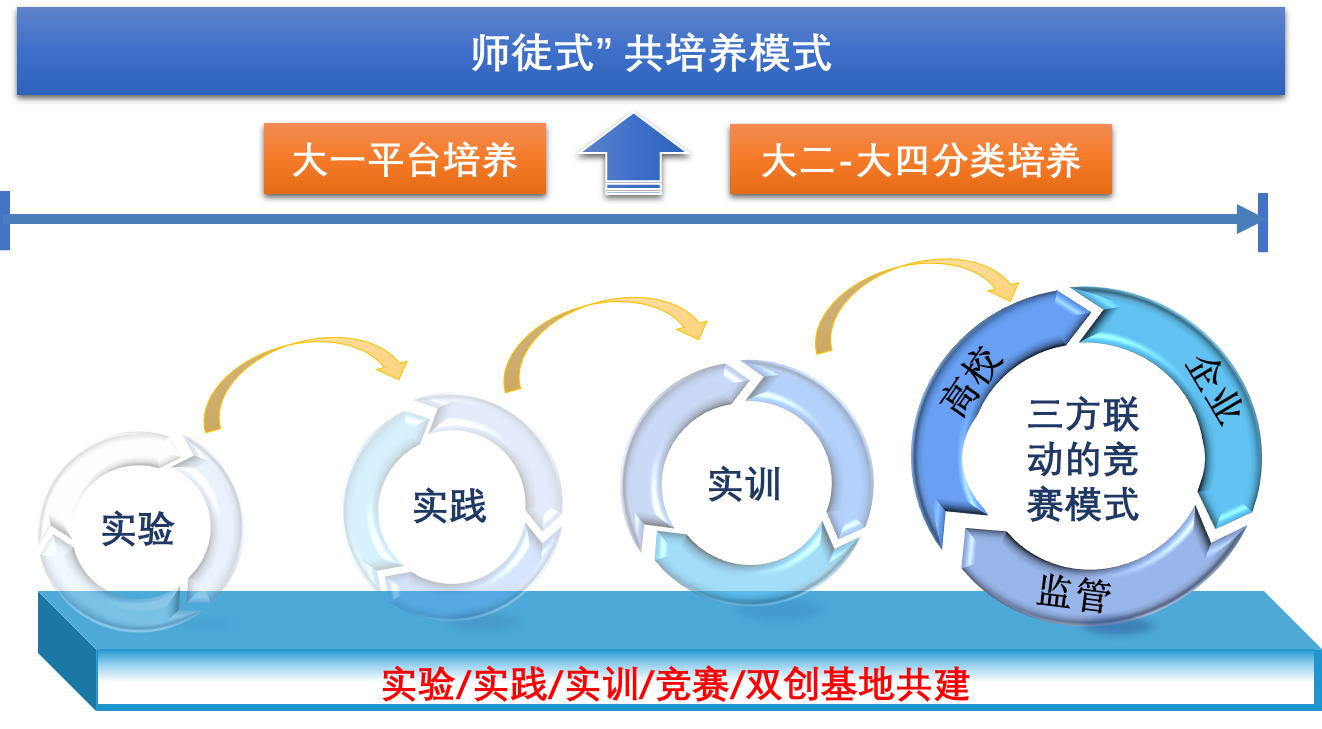 师徒式” 共培养模式
大一平台培养
大二-大四分类培养
实验
实践
实训
高校
企业
监管
三方联
动的竞
赛模式
实验/实践/实训/竞赛/双创基地共建